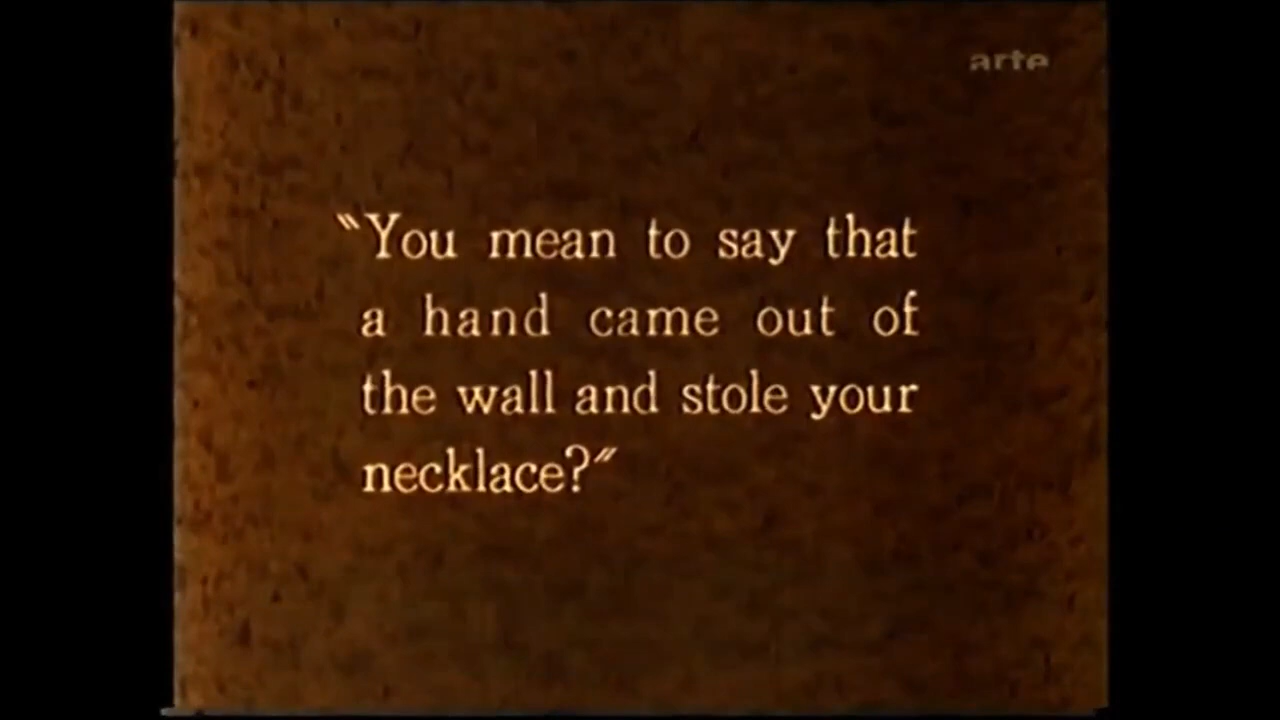 arte
"You mean to say that
a hand came out of
the wall and stole your
necklace?"